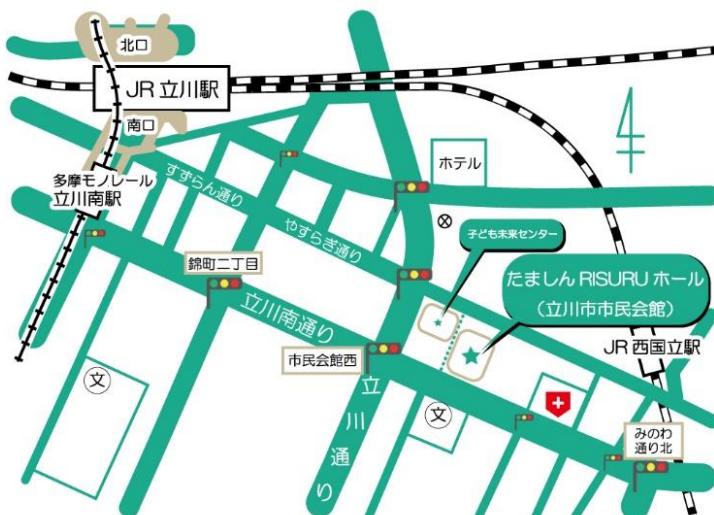 北口
JR 立川駅
南口
多摩モノレール
立川南駅
すずらん通り
ホテル
子ども未来センター
やすらぎ通り
錦町二丁目
たましん RISURU ホール
（立川市市民会館）
立川南通り
市民会館西
JR 西国立駅
文
立川通り
文
みのわ
通り北